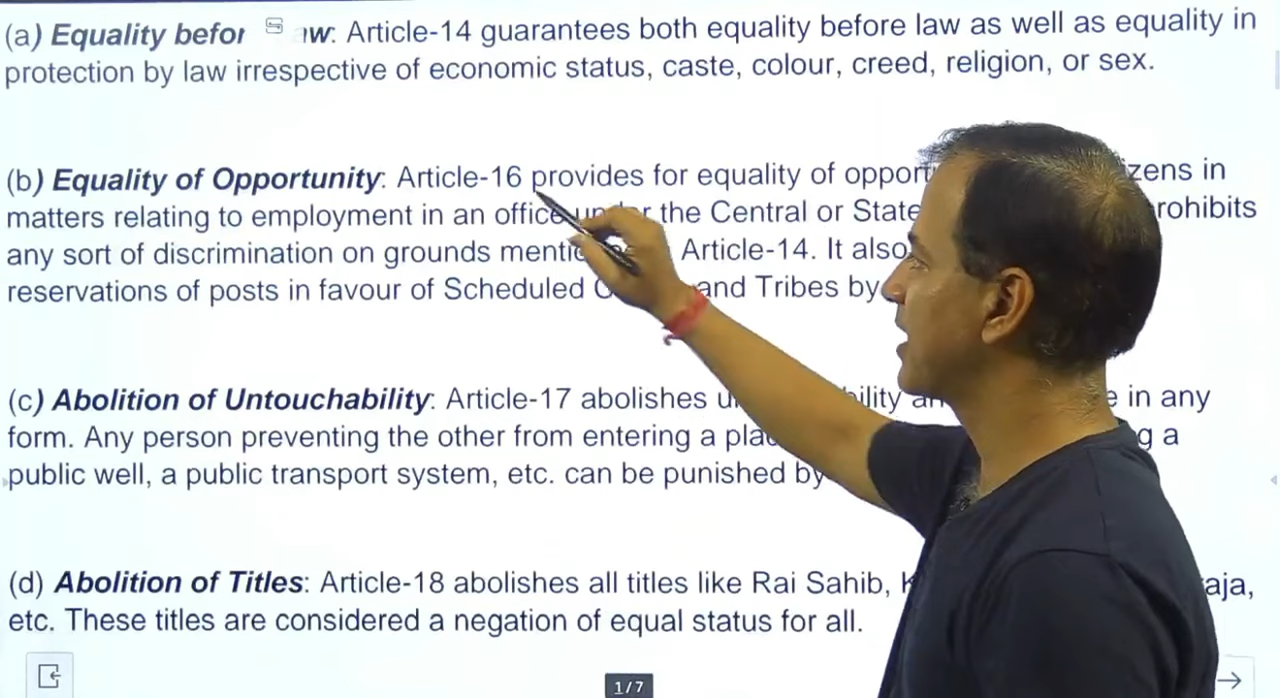 (a) Equality befor aw: Article-14 guarantees both equality before law as well as equality in
protection by law irrespective of economic status, caste, colour, creed, religion, or sex.
(b) Equality of Opportunity: Article-16 provides for equality of opport zens in
matters relating to employment in an office under the Central or State rohibits
any sort of discrimination on grounds mentio Article-14. It also
reservations of posts in favour of Scheduled C and Tribes by
(c) Abolition of Untouchability: Article-17 abolishes u bility an e in any
form. Any person preventing the other from entering a plac g a
public well, a public transport system, etc. can be punished by
(d) Abolition of Titles: Article-18 abolishes all titles like Rai Sahib, aja,
etc. These titles are considered a negation of equal status for all.
1/7